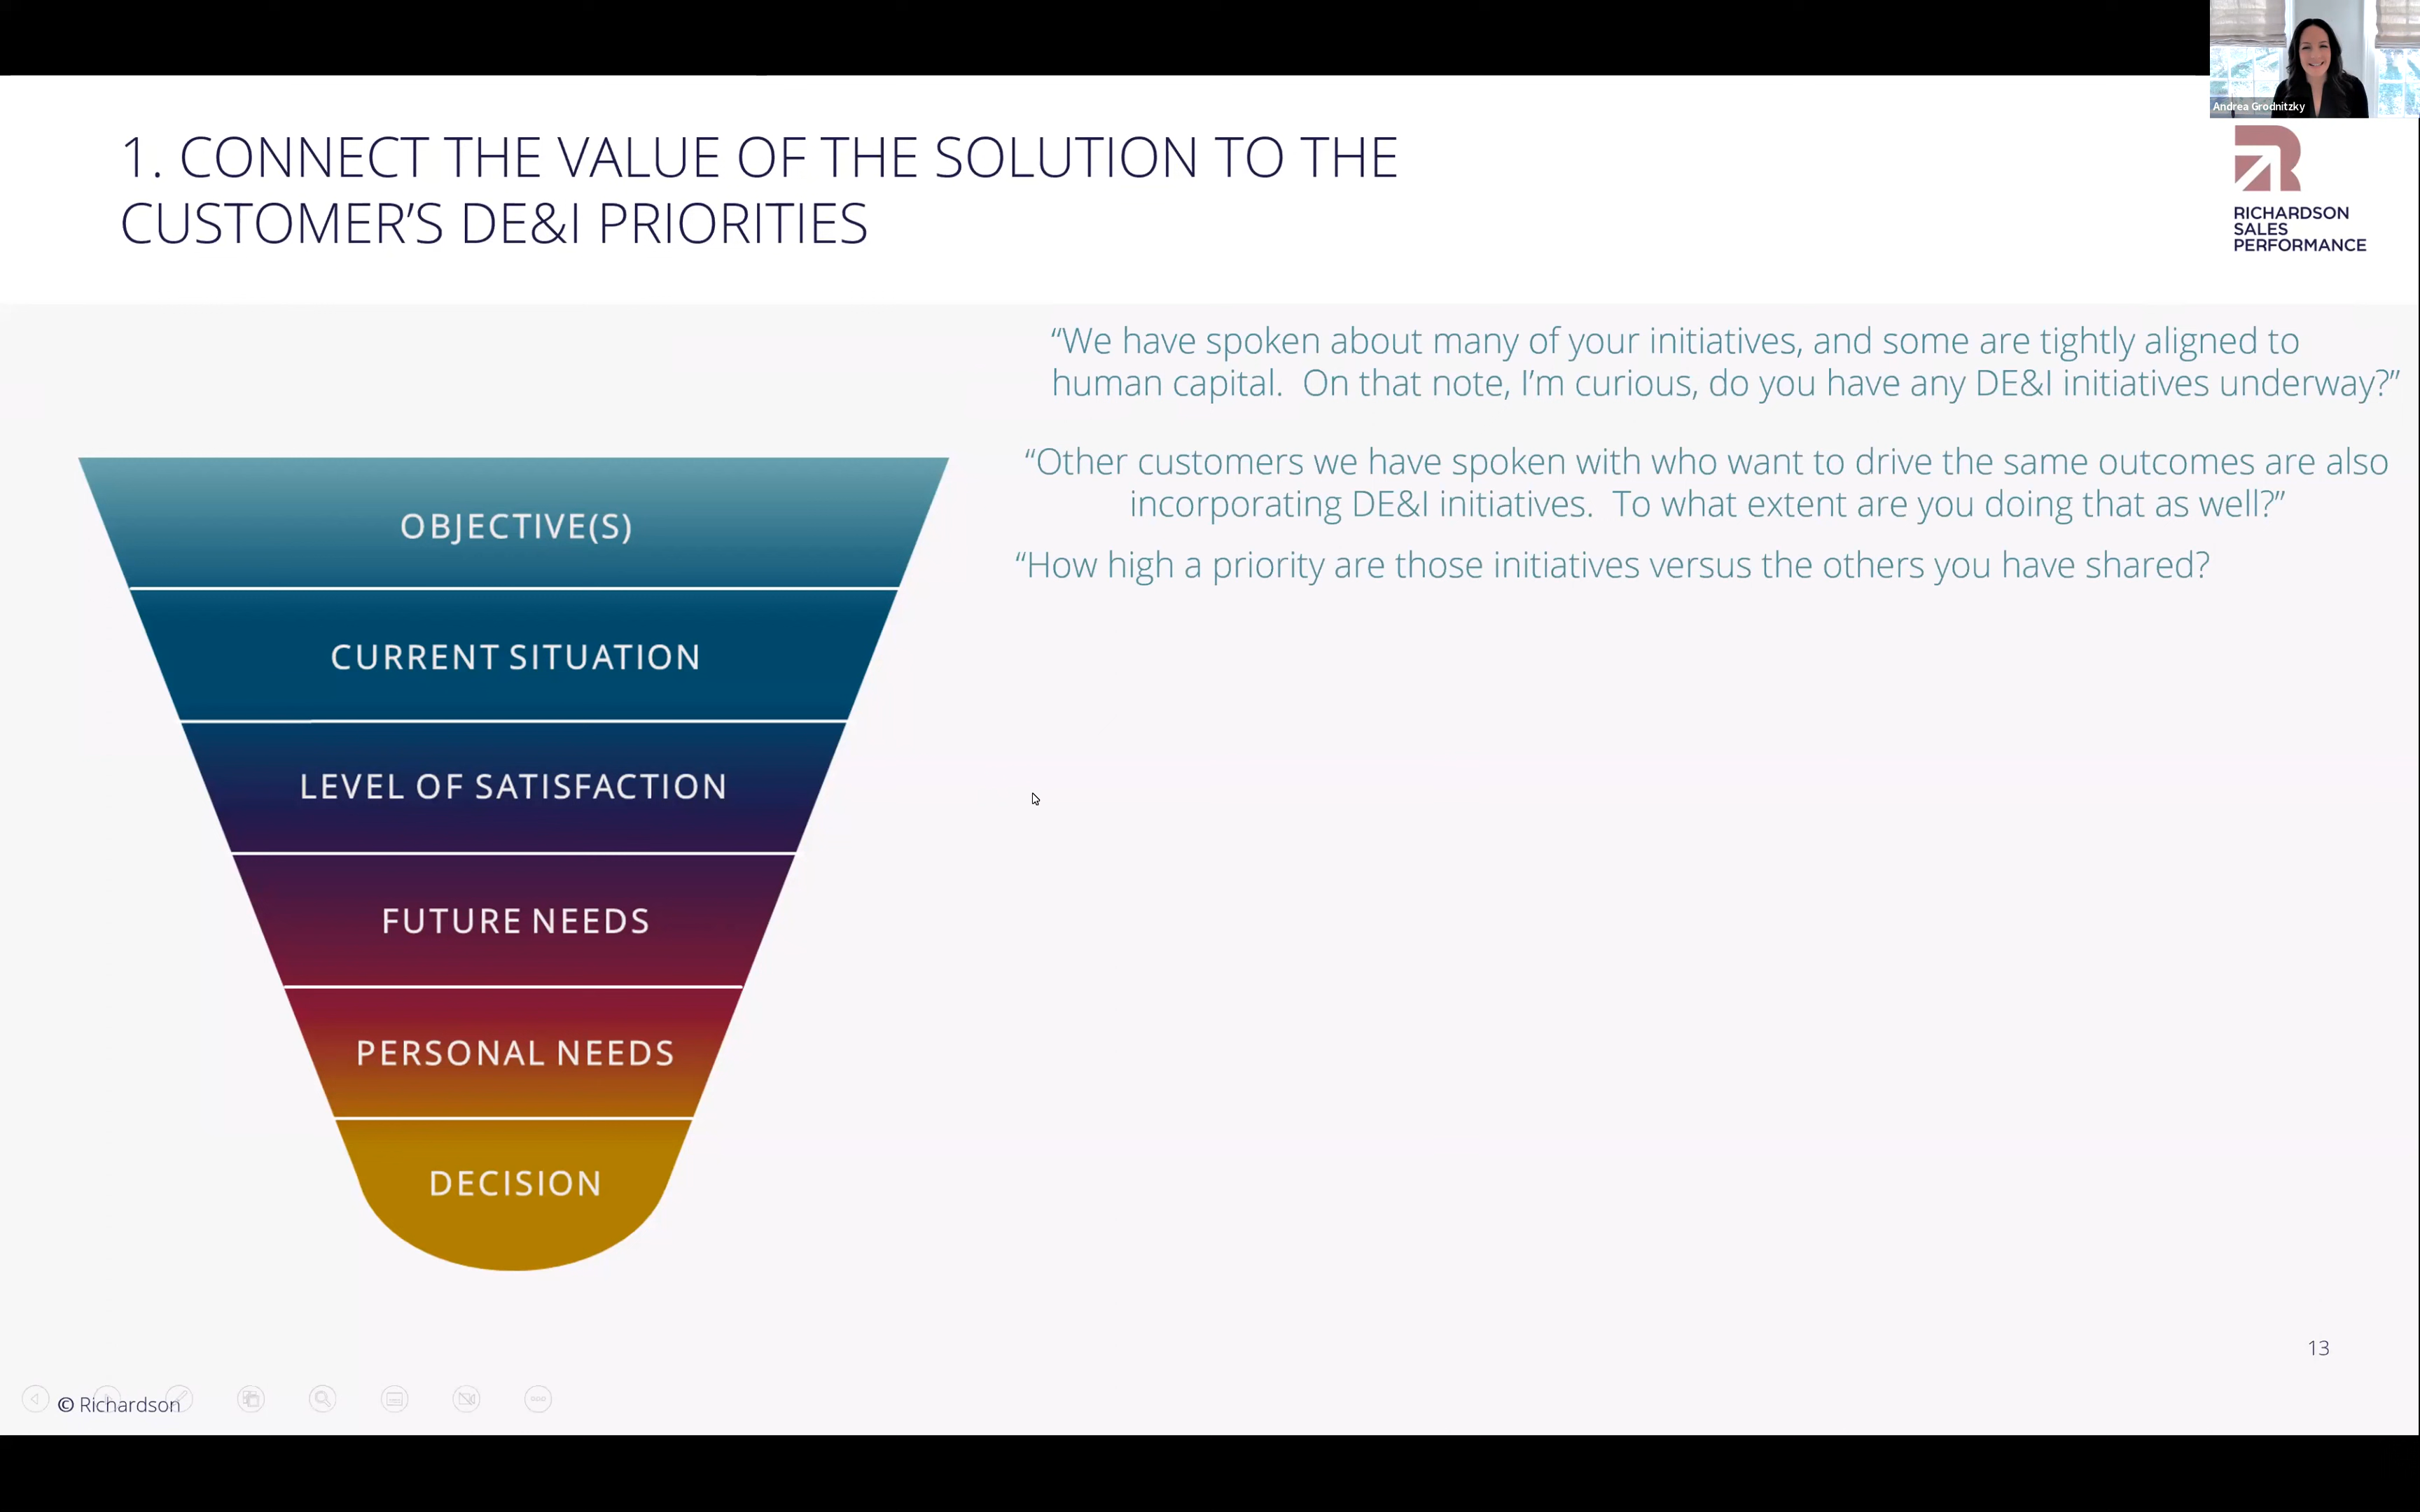 Andrea Grodnitzky
1. CONNECT THE VALUE OF THE SOLUTION TO THE
CUSTOMER’S DE&I PRIORITIES
RICHARDSON
SALES
PERFORMANCE
“We have spoken about many of your initiatives, and some are tightly aligned to
human capital.  On that note, I’m curious, do you have any DE&I initiatives underway?”
“Other customers we have spoken with who want to drive the same outcomes are also
incorporating DE&I initiatives.  To what extent are you doing that as well?”
“How high a priority are those initiatives versus the others you have shared?
OBJECTIVE(S)
CURRENT SITUATION
LEVEL OF SATISFACTION
FUTURE NEEDS
PERSONAL NEEDS
DECISION
13
© Richardson